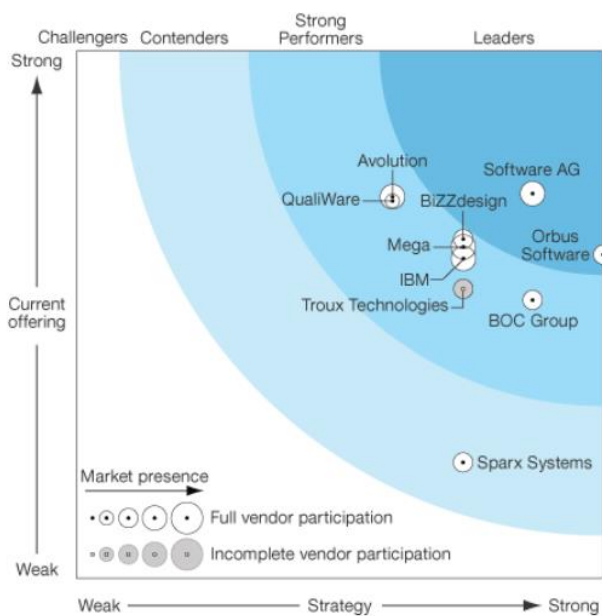 Challengers
Contenders
Strong
Performers
Leaders
Strong
Avolution
Software AG
QualiWare
BiZZdesign
Mega
Orbus
Software
IBM
Current
offering
Troux Technologies
BOC Group
Sparx Systems
Market presence
Full vendor participation
Incomplete vendor participation
Weak
Weak
Strategy
Strong